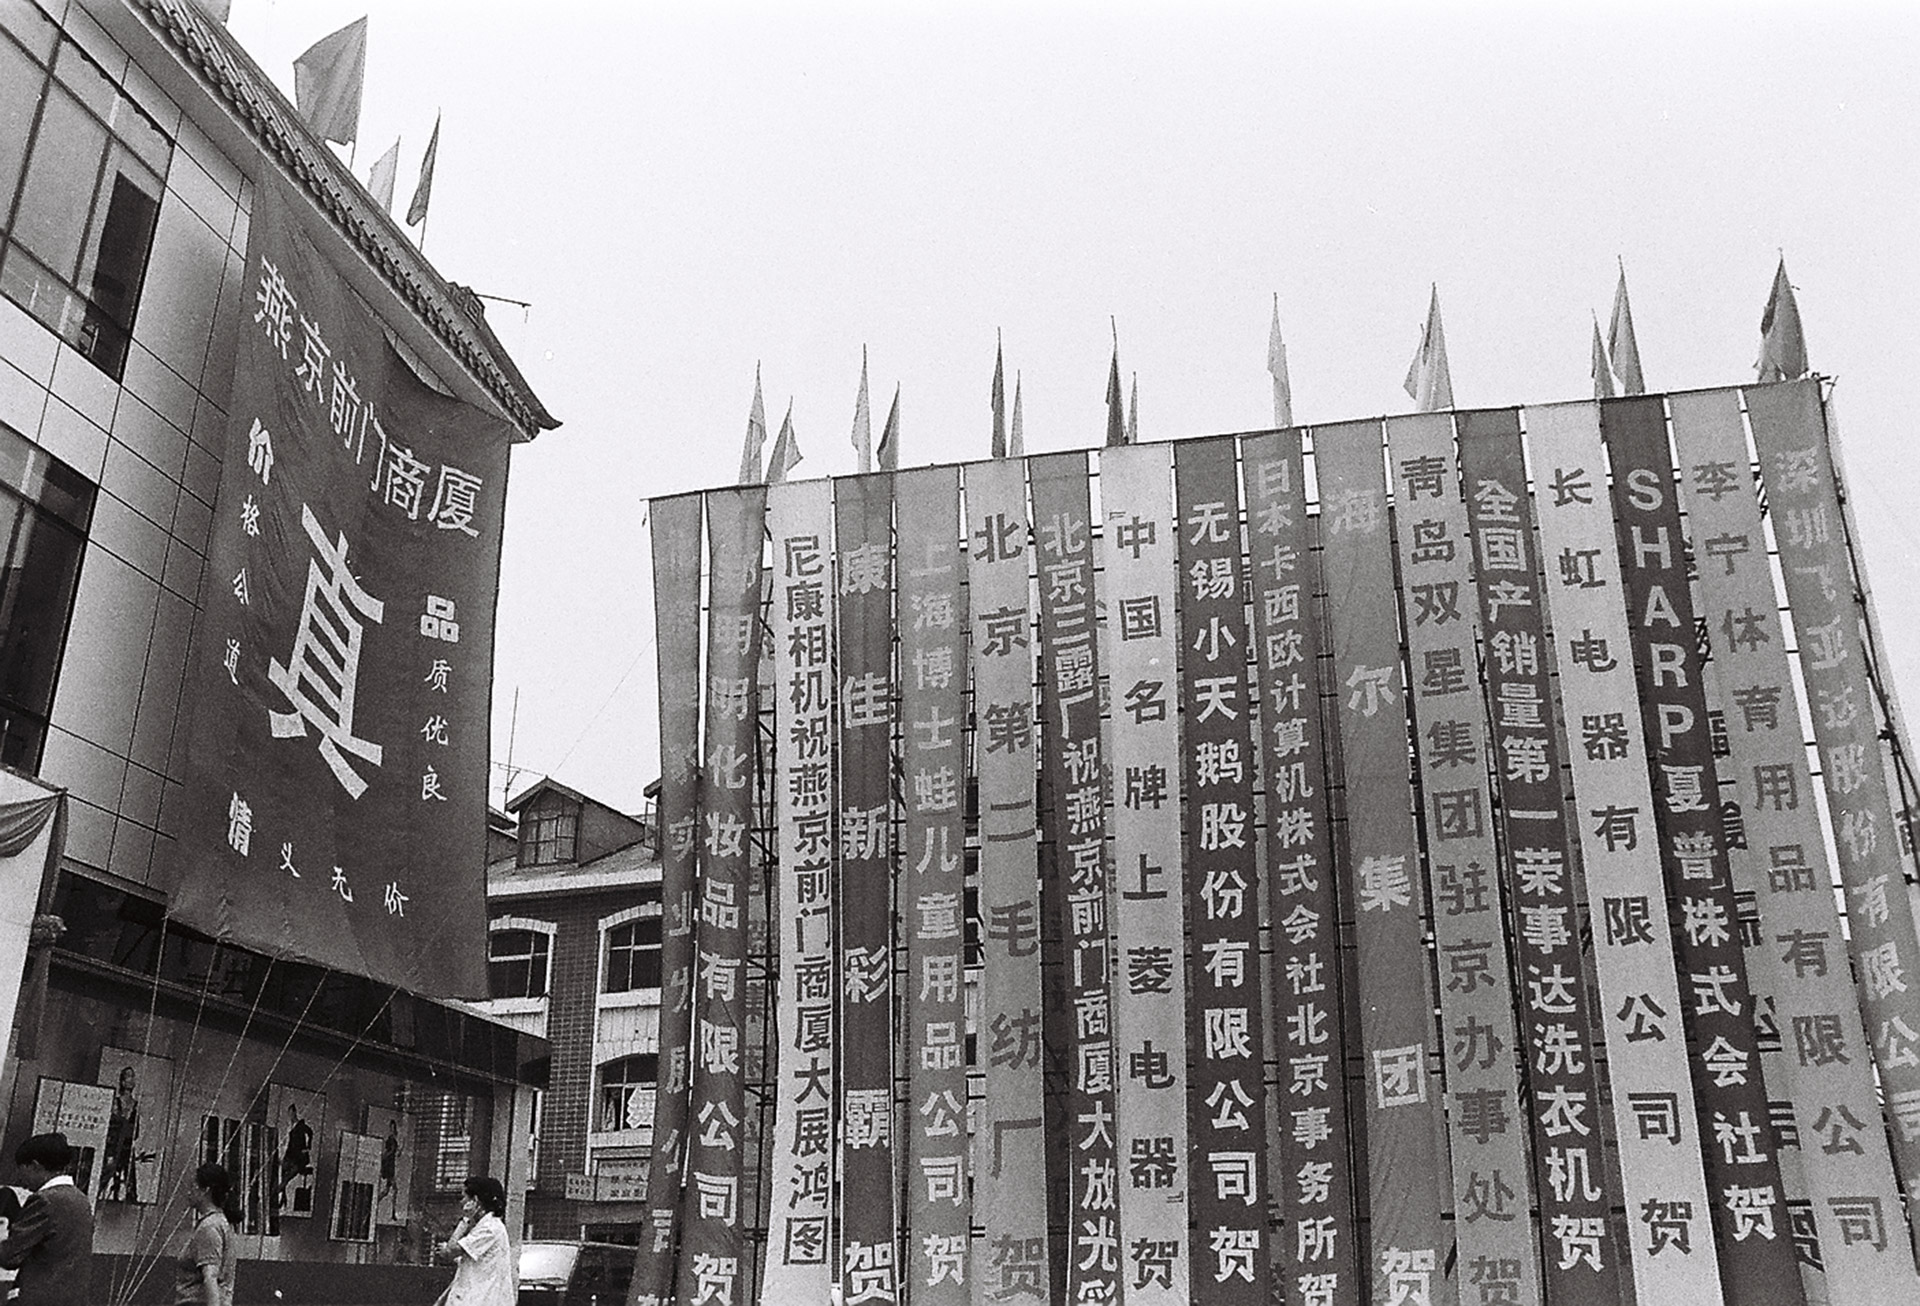 燕京前门商厦
价格公道
真
品质优良
情义无价
明化妆品有限公司贺
尼康相机祝燕京前门商厦大展鸿图
康佳新彩霸贺
上海博士蛙儿童用品公司贺
北京第二毛纺厂贺
北京三露厂祝燕京前门商厦大放光彩
『中国名牌上菱电器』贺
无锡小天鹅股份有限公司贺
日本卡西欧计算机株式会社北京事务所贺
海尔集团贺
青岛双星集团驻京办事处贺
全国产销量第一荣事达洗衣机贺
长虹电器有限公司贺
SHARP夏普株式会社贺
李宁体育用品有限公司
深圳飞亚达股份有限公司